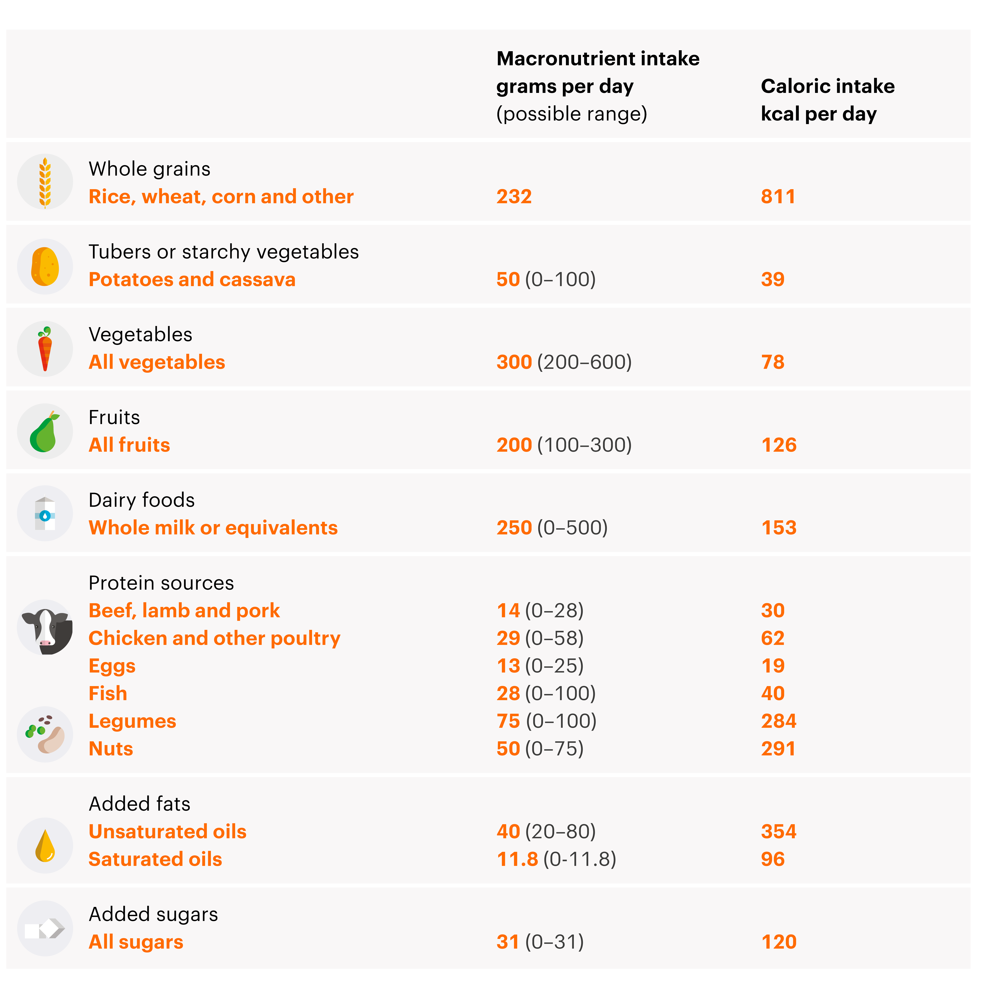 Macronutrient intake
grams per day
(possible range)
Caloric intake
kcal per day
Whole grains
Rice, wheat, corn and other 232 811
Tubers or starchy vegetables
Potatoes and cassava 50 (0–100) 39
Vegetables
All vegetables 300 (200–600) 78
Fruits
All fruits 200 (100–300) 126
Dairy foods
Whole milk or equivalents 250 (0–500) 153
Protein sources
Beef, lamb and pork 14 (0–28) 30
Chicken and other poultry 29 (0–58) 62
Eggs 13 (0–25) 19
Fish 28 (0–100) 40
Legumes 75 (0–100) 284
Nuts 50 (0–75) 291
Added fats
Unsaturated oils 40 (20–80) 354
Saturated oils 11.8 (0-11.8) 96
Added sugars
All sugars 31 (0–31) 120